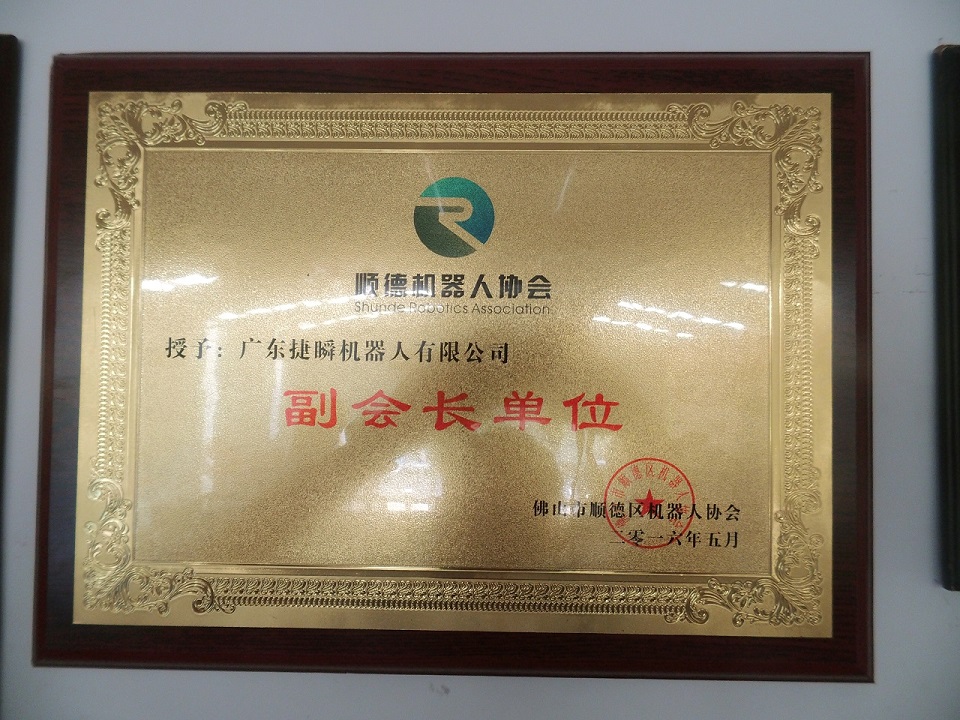 顺德机器人协会
Shunde Robotics Association
授予：广东捷瞬机器人有限公司
副会长单位
佛山市顺德区机器人协会
二零一六年五月